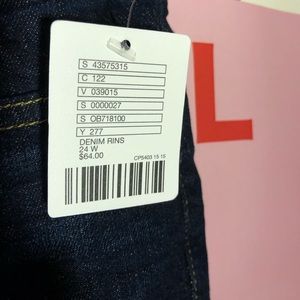 S 43575315
C 122
V 039015
S 0000027
S OB718100
Y 277
DENIM RINS
24 W
$64.00
CP5403 15 15
L